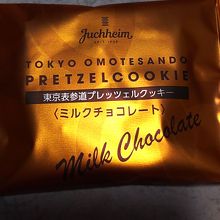 Juchheim
SEIT 1909
TOKYO OMOTESANDO
PRETZELCOOKIE
東京表参道プレッツェルクッキー
〈ミルクチョコレート〉
Milk Chocolate